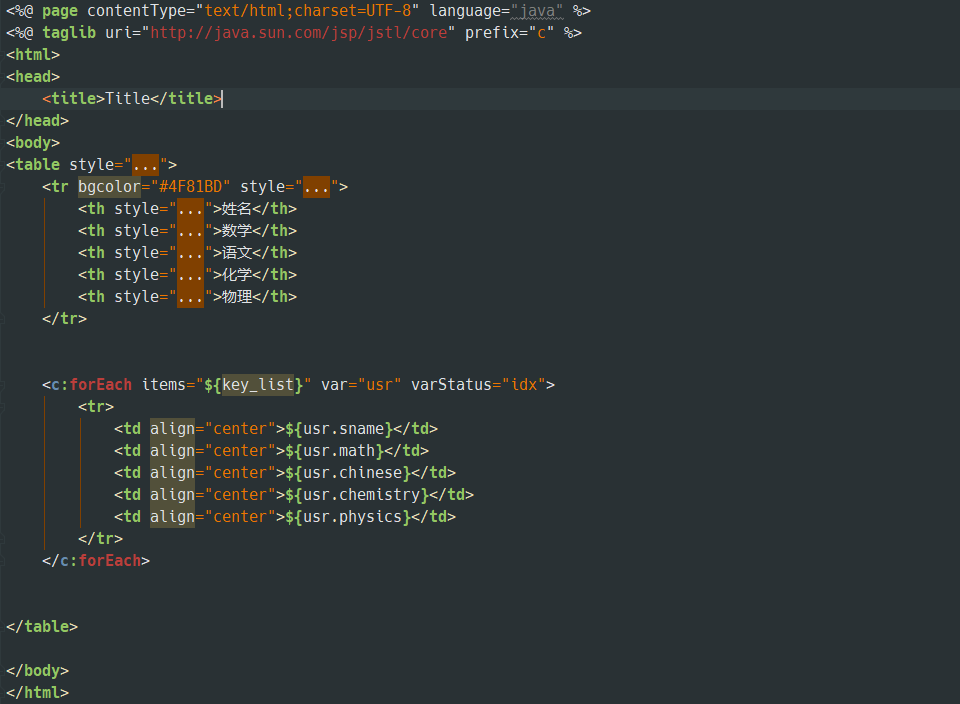 <%@ page contentType="text/html;charset=UTF-8" language="java" %>
<%@ taglib uri="http://java.sun.com/jsp/jstl/core" prefix="c" %>
<html>
<head>
    <title>Title</title>
</head>
<body>
<table style="...">
    <tr bgcolor="#4F81BD" style="...">
        <th style="...">姓名</th>
        <th style="...">数学</th>
        <th style="...">语文</th>
        <th style="...">化学</th>
        <th style="...">物理</th>
    </tr>
    <c:forEach items="${key_list}" var="usr" varStatus="idx">
        <tr>
            <td align="center">${usr.sname}</td>
            <td align="center">${usr.math}</td>
            <td align="center">${usr.chinese}</td>
            <td align="center">${usr.chemistry}</td>
            <td align="center">${usr.physics}</td>
        </tr>
    </c:forEach>
</table>
</body>
</html>